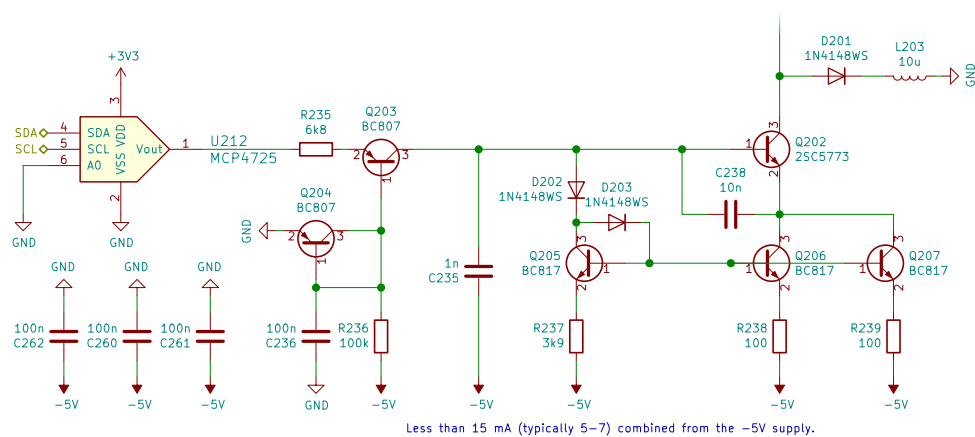 D201
1N4148WS
L203
10u
GND
+3V3
3
SDA
4
SDA
VDD
SCL
5
SCL
Vout
1
6
A0
VSS
2
U212
MCP4725
R235
6k8
Q203
BC807
2
3
1
Q204
BC807
GND
2
3
1
GND
GND
3
1
Q202
2SC5773
2
C238
10n
D202
1N4148WS
D203
1N4148WS
3
Q205
BC817
1
2
3
1
Q206
BC817
2
3
1
Q207
BC817
2
1n
C235
GND
GND
GND
100n
C262
100n
C260
100n
C261
100n
C236
R236
100k
R237
3k9
R238
100
R239
100
-5V
-5V
-5V
GND
-5V
-5V
-5V
-5V
-5V
Less than 15 mA (typically 5-7) combined from the -5V supply.